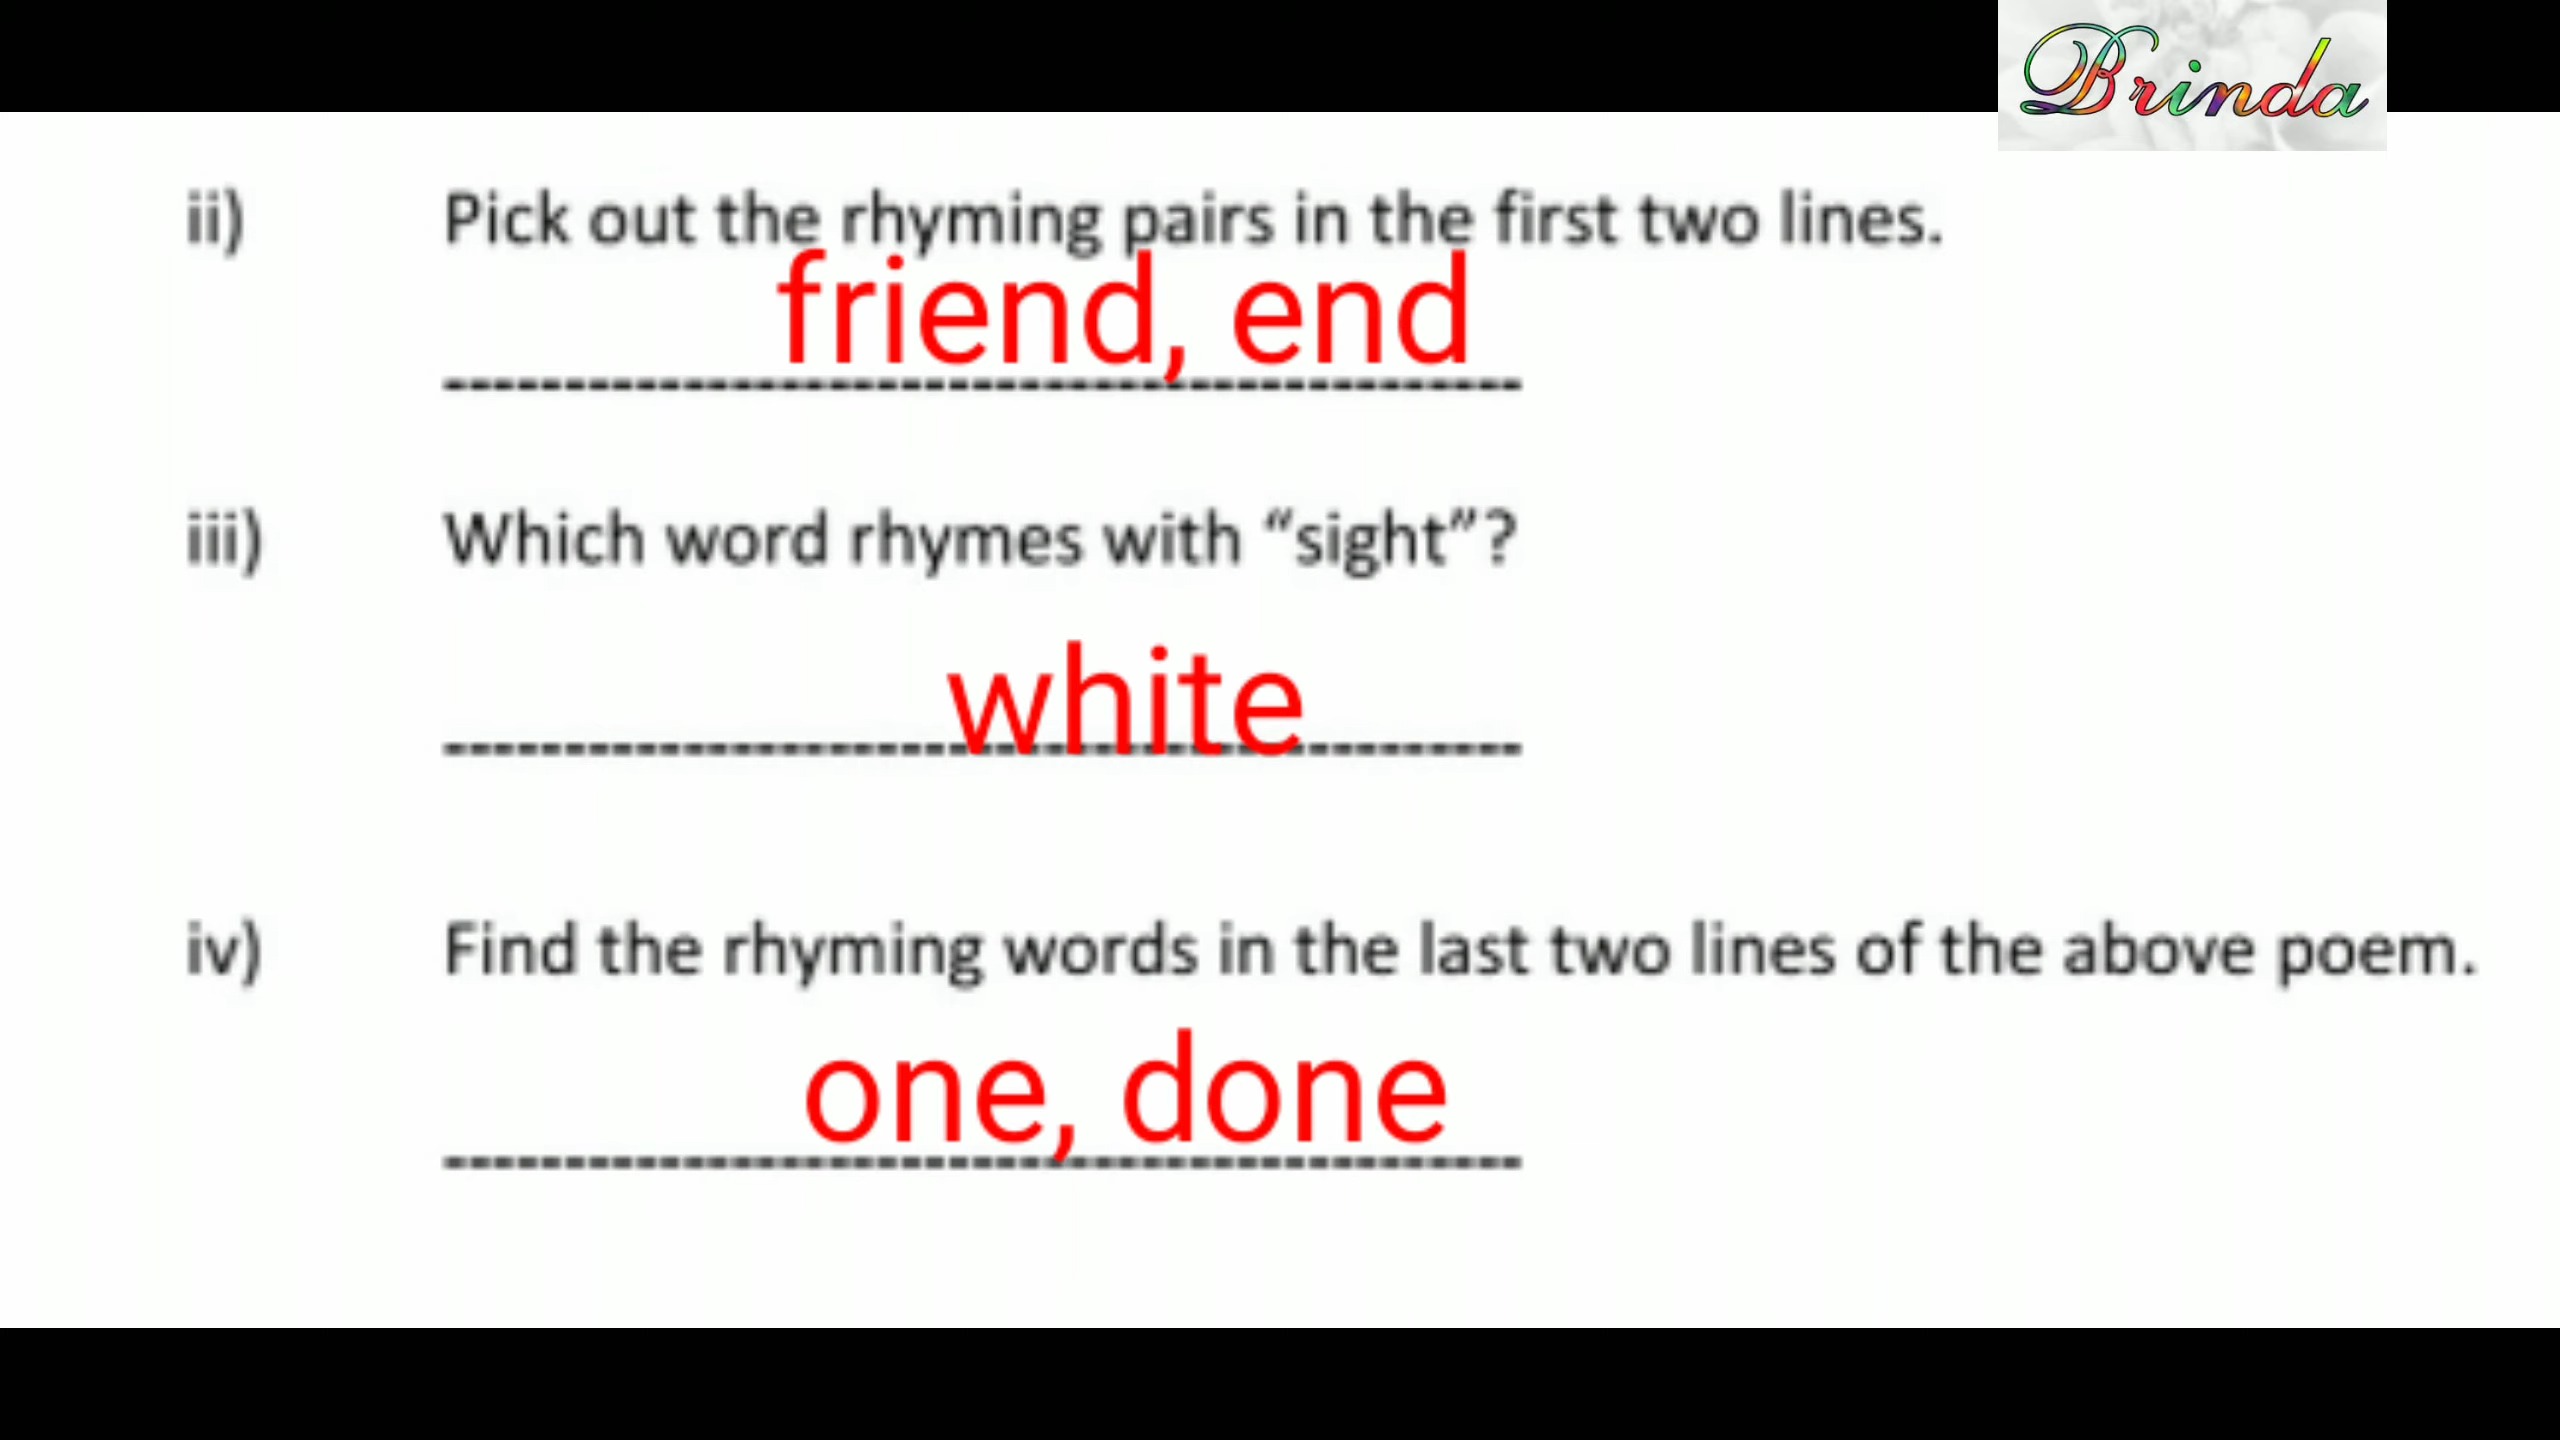 Brinda
ii) Pick out the rhyming pairs in the first two lines.
friend, end
iii) Which word rhymes with “sight”?
white
iv) Find the rhyming words in the last two lines of the above poem.
one, done